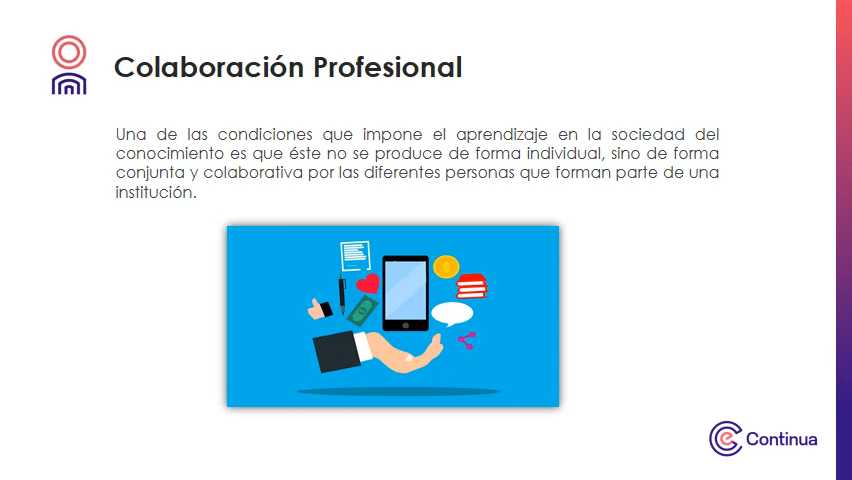 Colaboración Profesional
Una de las condiciones que impone el aprendizaje en la sociedad del
conocimiento es que éste no se produce de forma individual, sino de forma
conjunta y colaborativa por las diferentes personas que forman parte de una
institución.
$
Continua